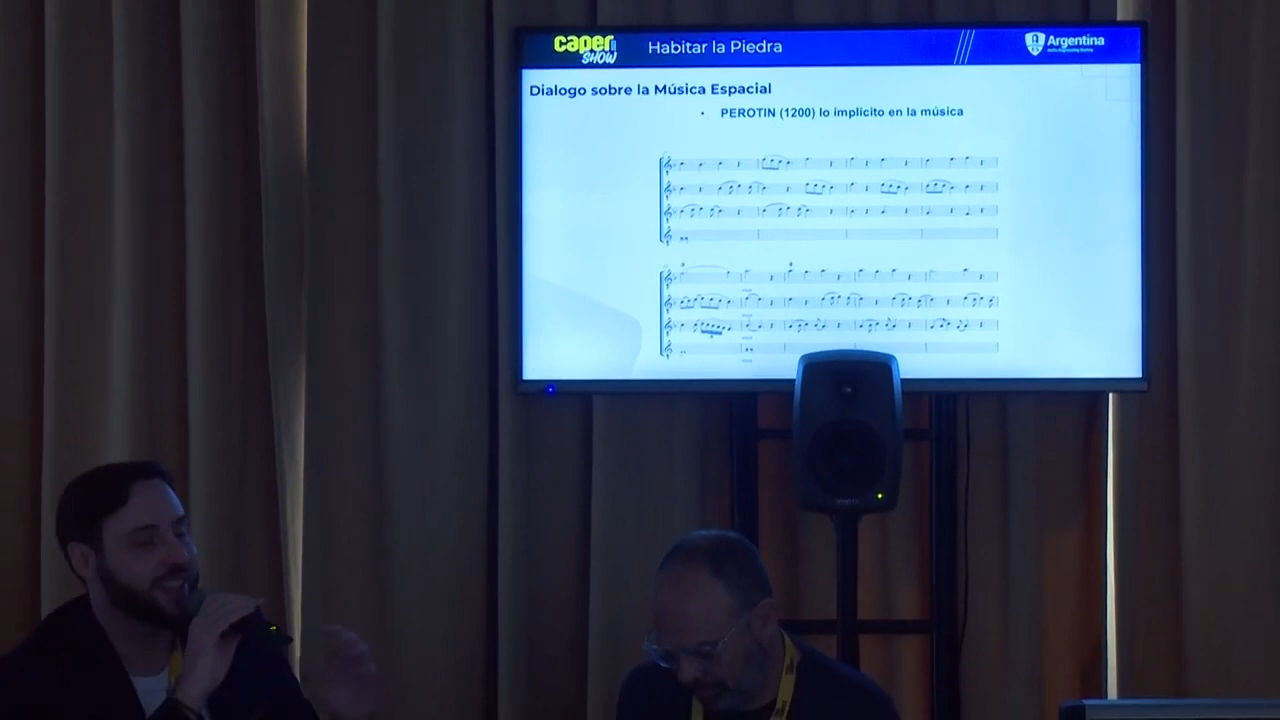 caper
SHOW
Habitar la Piedra
Argentina
Dialogo sobre la Música Espacial
• PEROTIN (1200) lo implícito en la música